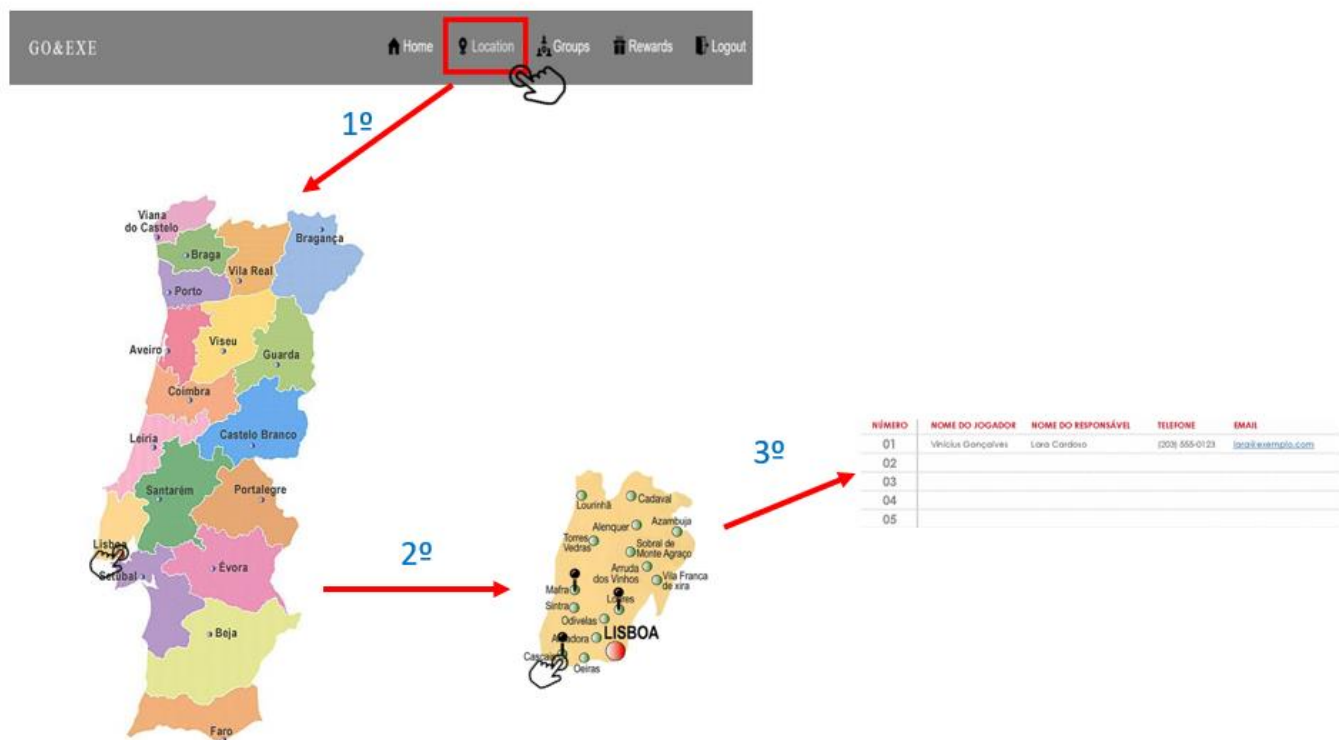 GO&EXE
Home
Location
Groups
Rewards
Logout
1º
Viana
do Castelo
Bragança
Braga
Vila Real
Porto
Aveiro
Viseu
Guarda
Coimbra
Leiria
Castelo Branco
Santarém
Portalegre
Lisboa
Setúbal
Évora
Beja
Faro
2º
Lourinhã
Cadaval
Alenquer
Azambuja
Torres
Vedras
Sobral de
Monte Agraço
Arruda
dos Vinhos
Vila Franca
de xira
Mafra
Loures
Sintra
Odivelas
Amadora
LISBOA
Cascais
Oeiras
3º
NÚMERO NOME DO JOGADOR NOME DO RESPONSÁVEL TELEFONE EMAIL
01 Vinícius Gonçalves Lara Cardoso (203) 555-0123 lara@exemplo.com
02
03
04
05